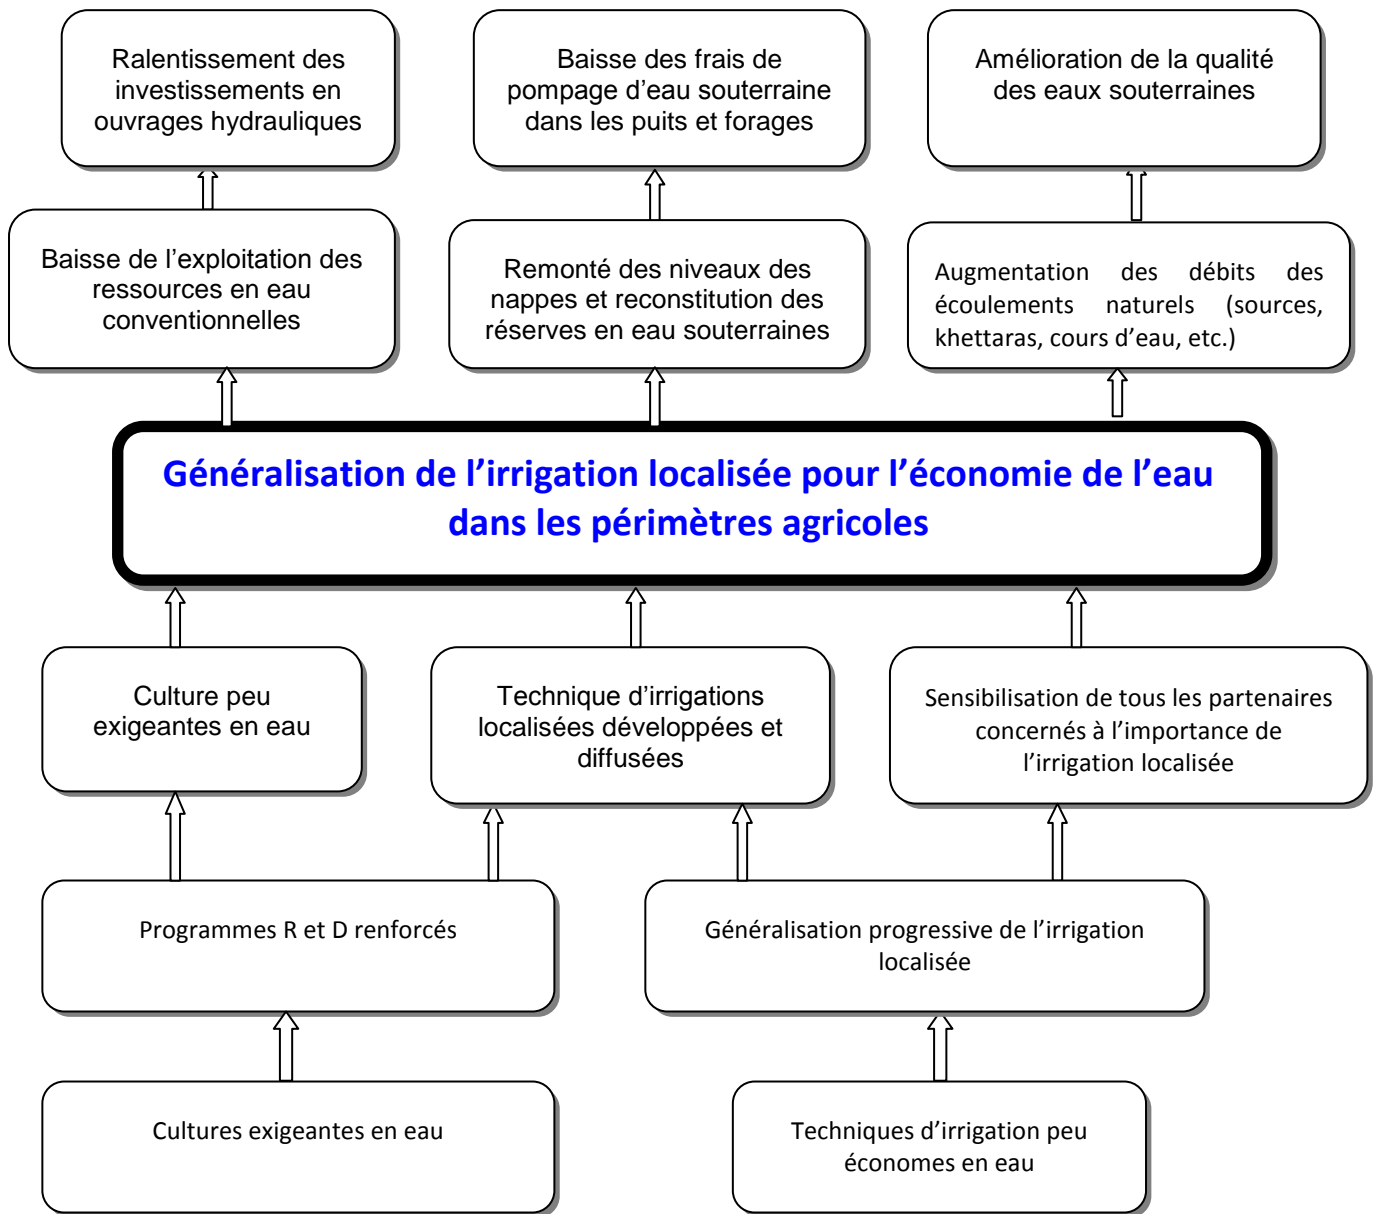 Ralentissement des
investissements en
ouvrages hydrauliques
Baisse des frais de
pompage d’eau souterraine
dans les puits et forages
Amélioration de la qualité
des eaux souterraines
Baisse de l’exploitation des
ressources en eau
conventionnelles
Remonté des niveaux des
nappes et reconstitution des
réserves en eau souterraines
Augmentation des débits des
écoulements naturels (sources,
khettaras, cours d’eau, etc.)
Généralisation de l’irrigation localisée pour l’économie de l’eau
dans les périmètres agricoles
Culture peu
exigeantes en eau
Technique d’irrigations
localisées développées et
diffusées
Sensibilisation de tous les partenaires
concernés à l’importance de
l’irrigation localisée
Programmes R et D renforcés
Généralisation progressive de l’irrigation
localisée
Cultures exigeantes en eau
Techniques d’irrigation peu
économes en eau